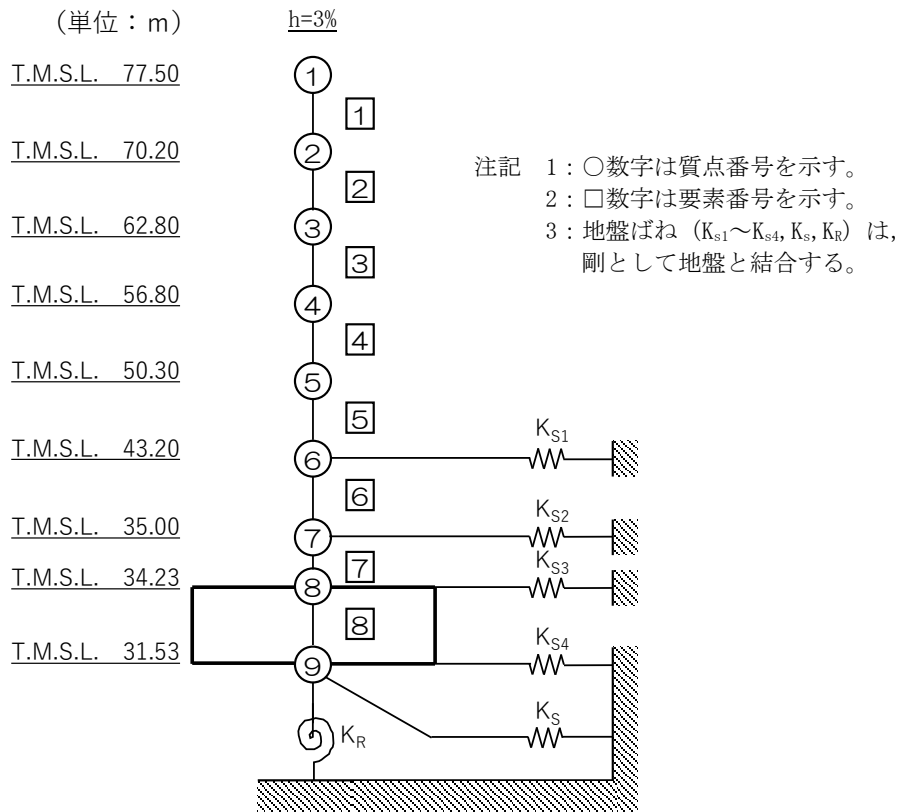 (単位：m)
h=3%
T.M.S.L. 77.50
①
1
T.M.S.L. 70.20
②
2
T.M.S.L. 62.80
③
3
T.M.S.L. 56.80
④
4
T.M.S.L. 50.30
⑤
5
T.M.S.L. 43.20
⑥
KS1
6
T.M.S.L. 35.00
⑦
KS2
7
T.M.S.L. 34.23
⑧
KS3
8
T.M.S.L. 31.53
⑨
KS4
KS
KR
注記 1：○数字は質点番号を示す。
2：□数字は要素番号を示す。
3：地盤ばね（Ks1～Ks4,Ks,KR）は,
剛として地盤と結合する。